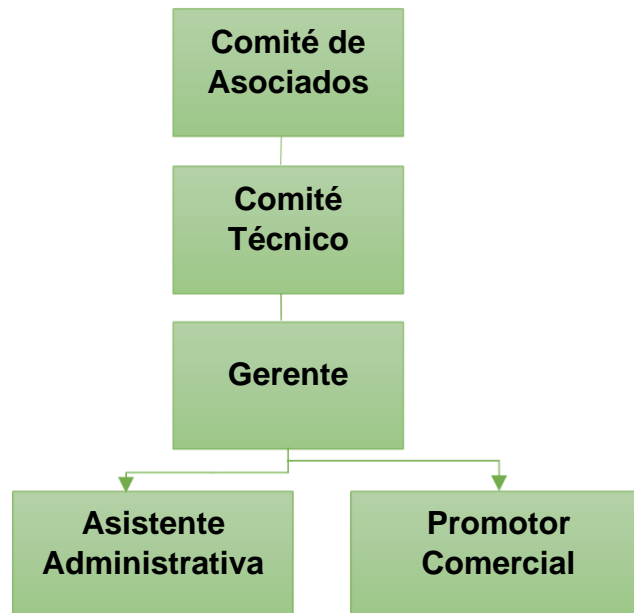 Comité de
Asociados
Comité
Técnico
Gerente
Asistente
Administrativa
Promotor
Comercial